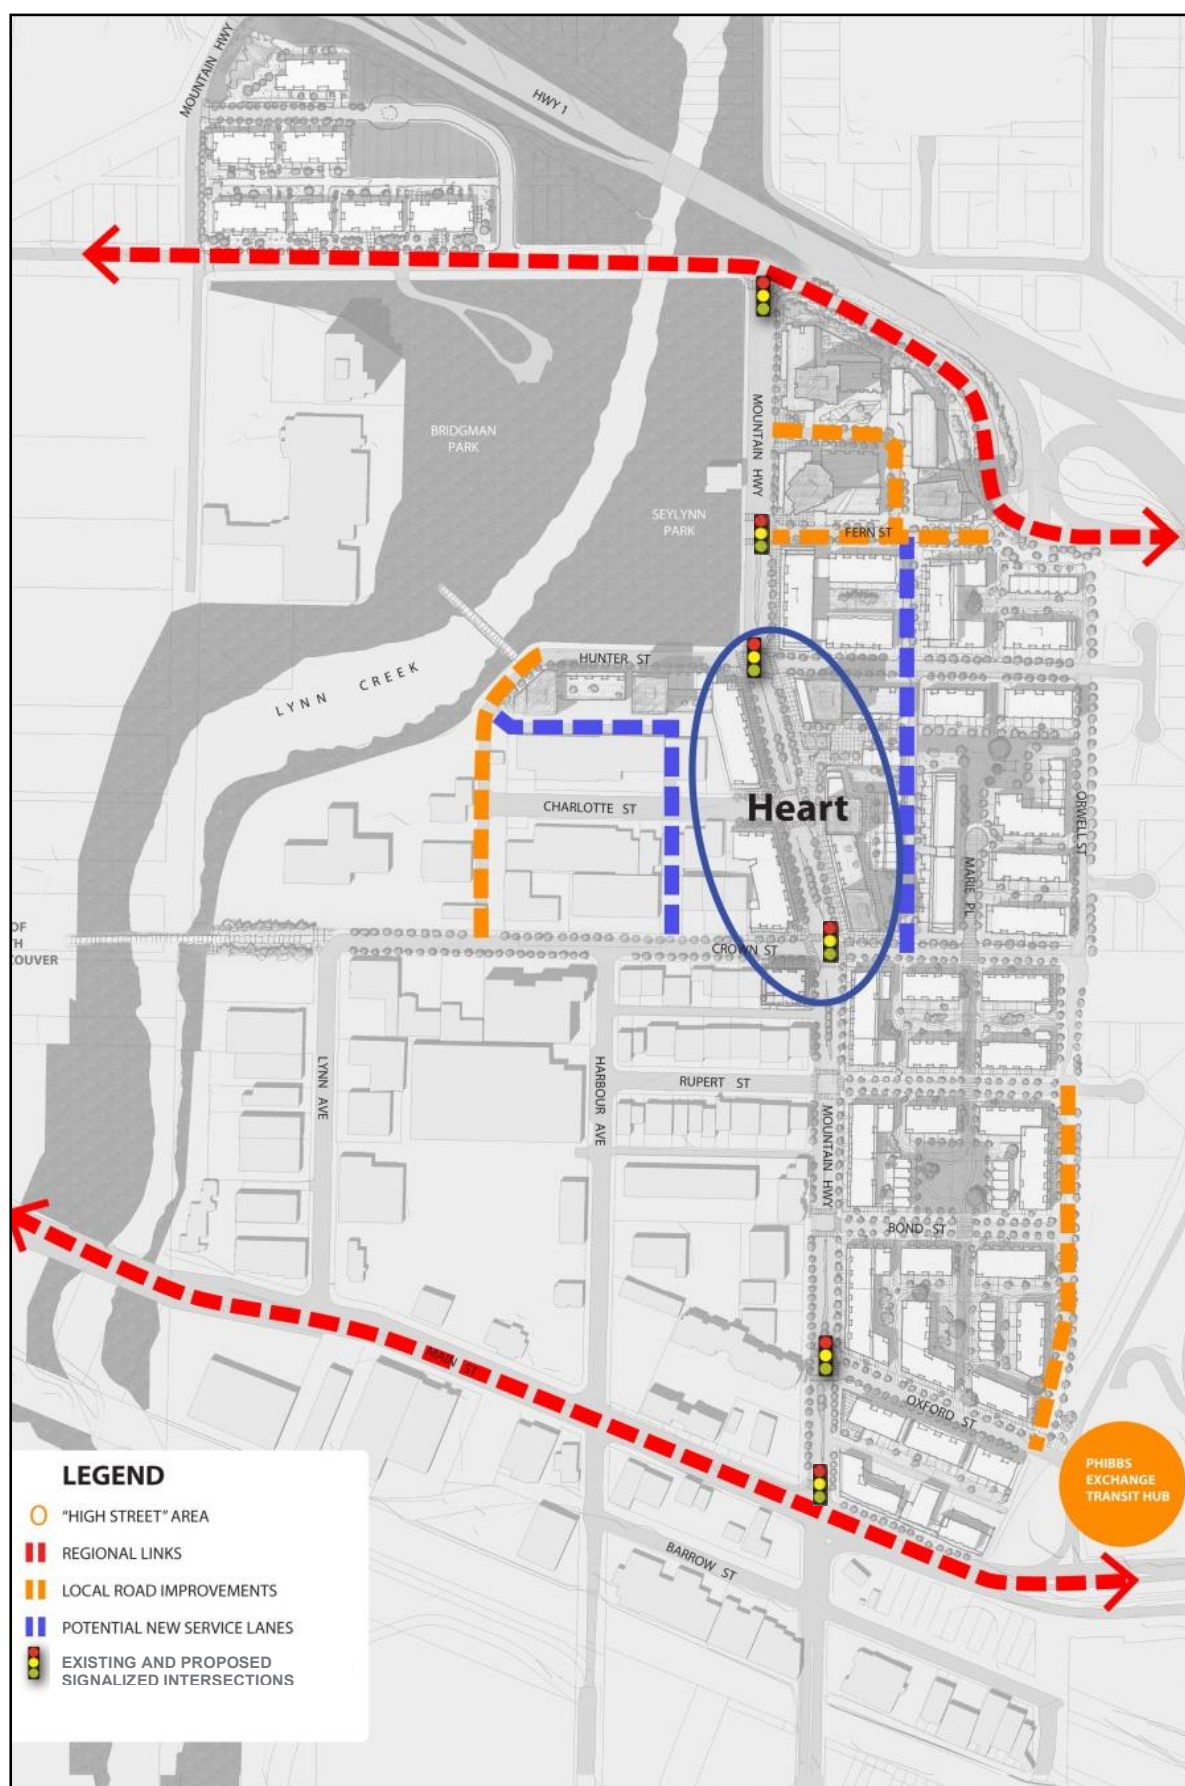 MOUNTAIN HWY
HWY 1
BRIDGMAN
PARK
MOUNTAIN HWY
SEYLYNN
PARK
FERN ST
HUNTER ST
LYNN CREEK
CHARLOTTE ST
Heart
ORWELL ST
MARIE PL
OF
TH
COUVER
CROWN ST
LYNN AVE
HARBOUR AVE
RUPERT ST
MOUNTAIN HWY
BOND ST
MAIN ST
OXFORD ST
PHIBBS
EXCHANGE
TRANSIT HUB
BARROW ST
LEGEND
"HIGH STREET" AREA
REGIONAL LINKS
LOCAL ROAD IMPROVEMENTS
POTENTIAL NEW SERVICE LANES
EXISTING AND PROPOSED
SIGNALIZED INTERSECTIONS